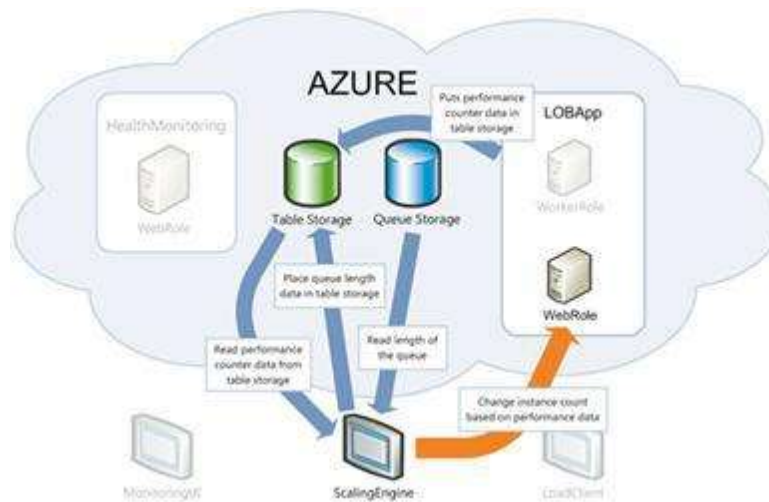 AZURE
HealthMonitoring
WebRole
Puts performance
counter data in
table storage
LOBApp
WorkerRole
WebRole
Table Storage
Queue Storage
Place queue length
data in table storage
Read performance
counter data from
table storage
Read length of
the queue
Change instance count
based on performance data
MonitoringUI
ScalingEngine
LoadClient